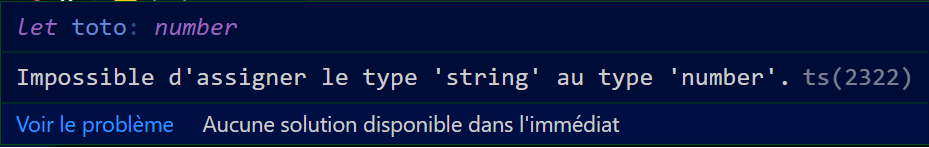 let toto: number
Impossible d'assigner le type 'string' au type 'number'. ts(2322)
Voir le problème Aucune solution disponible dans l'immédiat